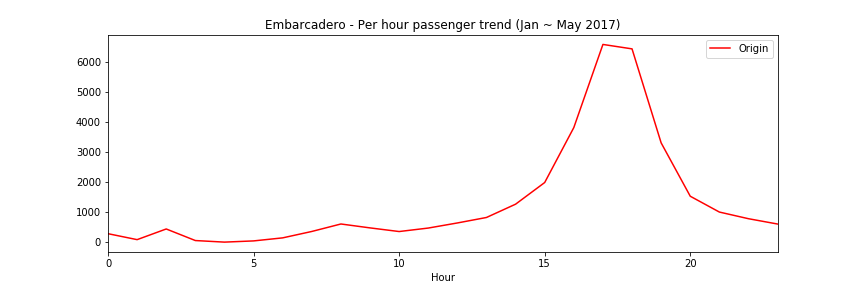 Embarcadero - Per hour passenger trend (Jan ~ May 2017)
Origin
6000
5000
4000
3000
2000
1000
0
0 5 10 15 20
Hour